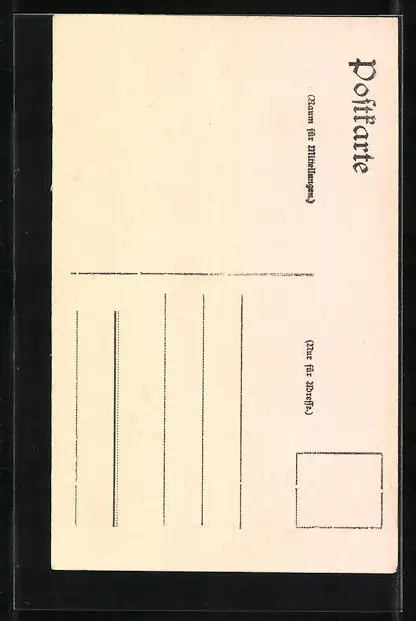 Postkarte
(Raum für Mitteilungen.)
(Nur für Adresse.)